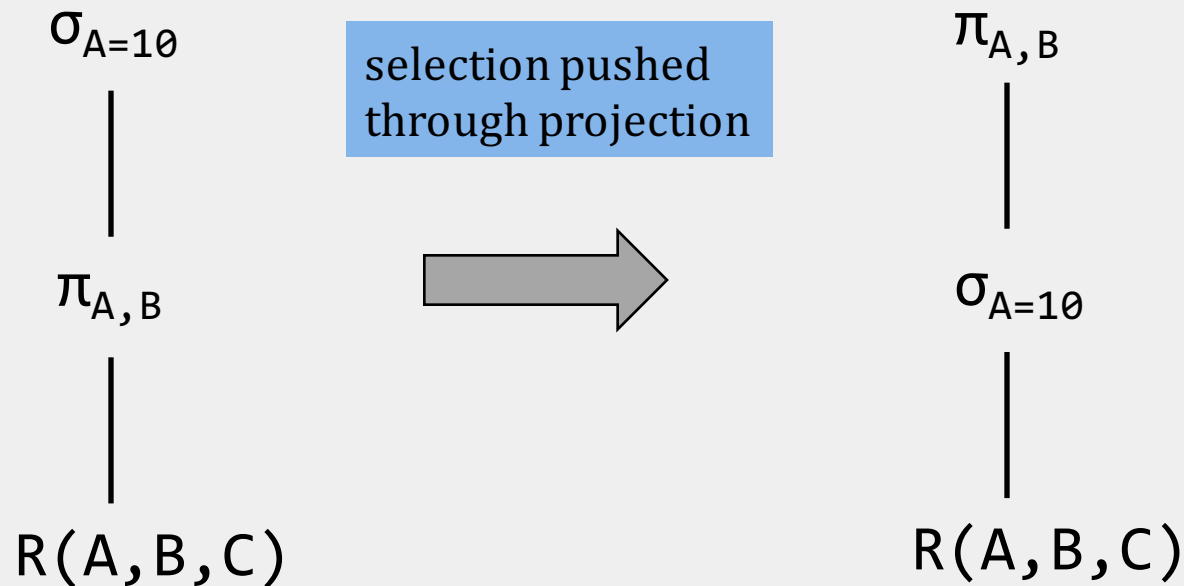 σA=10
πA,B
R(A,B,C)
selection pushed
through projection
πA,B
σA=10
R(A,B,C)